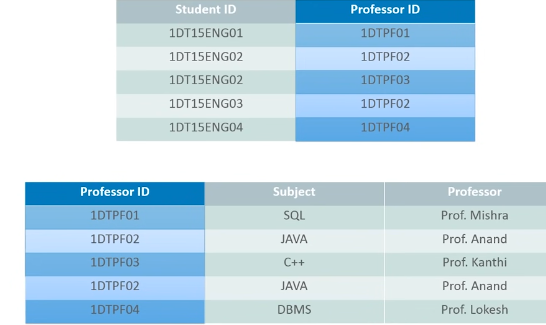 Student ID Professor ID
1DT15ENG01 1DTPF01
1DT15ENG02 1DTPF02
1DT15ENG02 1DTPF03
1DT15ENG03 1DTPF02
1DT15ENG04 1DTPF04
Professor ID Subject Professor
1DTPF01 SQL Prof. Mishra
1DTPF02 JAVA Prof. Anand
1DTPF03 C++ Prof. Kanthi
1DTPF02 JAVA Prof. Anand
1DTPF04 DBMS Prof. Lokesh